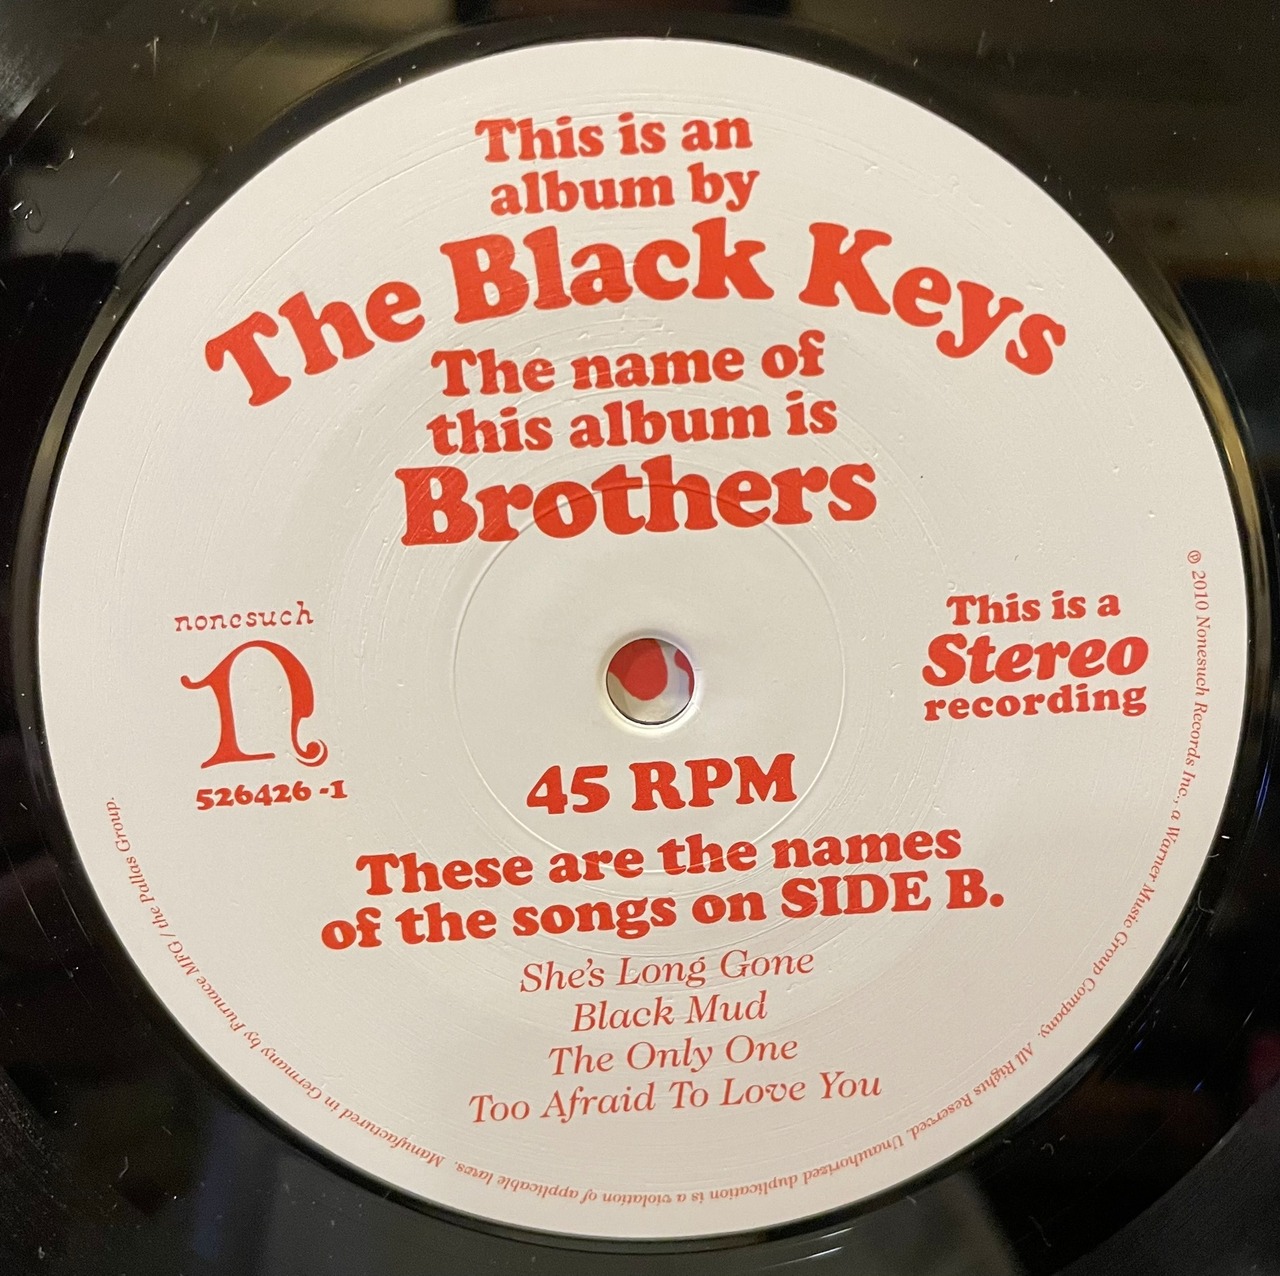 This is an
album by
The Black Keys
The name of
this album is
Brothers
nonesuch
n
526426 -1
This is a
Stereo
recording
45 RPM
These are the names
of the songs on SIDE B.
She's Long Gone
Black Mud
The Only One
Too Afraid To Love You
℗ 2010 Nonesuch Records Inc., a Warner Music Group Company. All Rights Reserved. Unauthorized duplication is a violation of applicable laws. Manufactured in Germany by Furnace MFG / the Pallas Group.